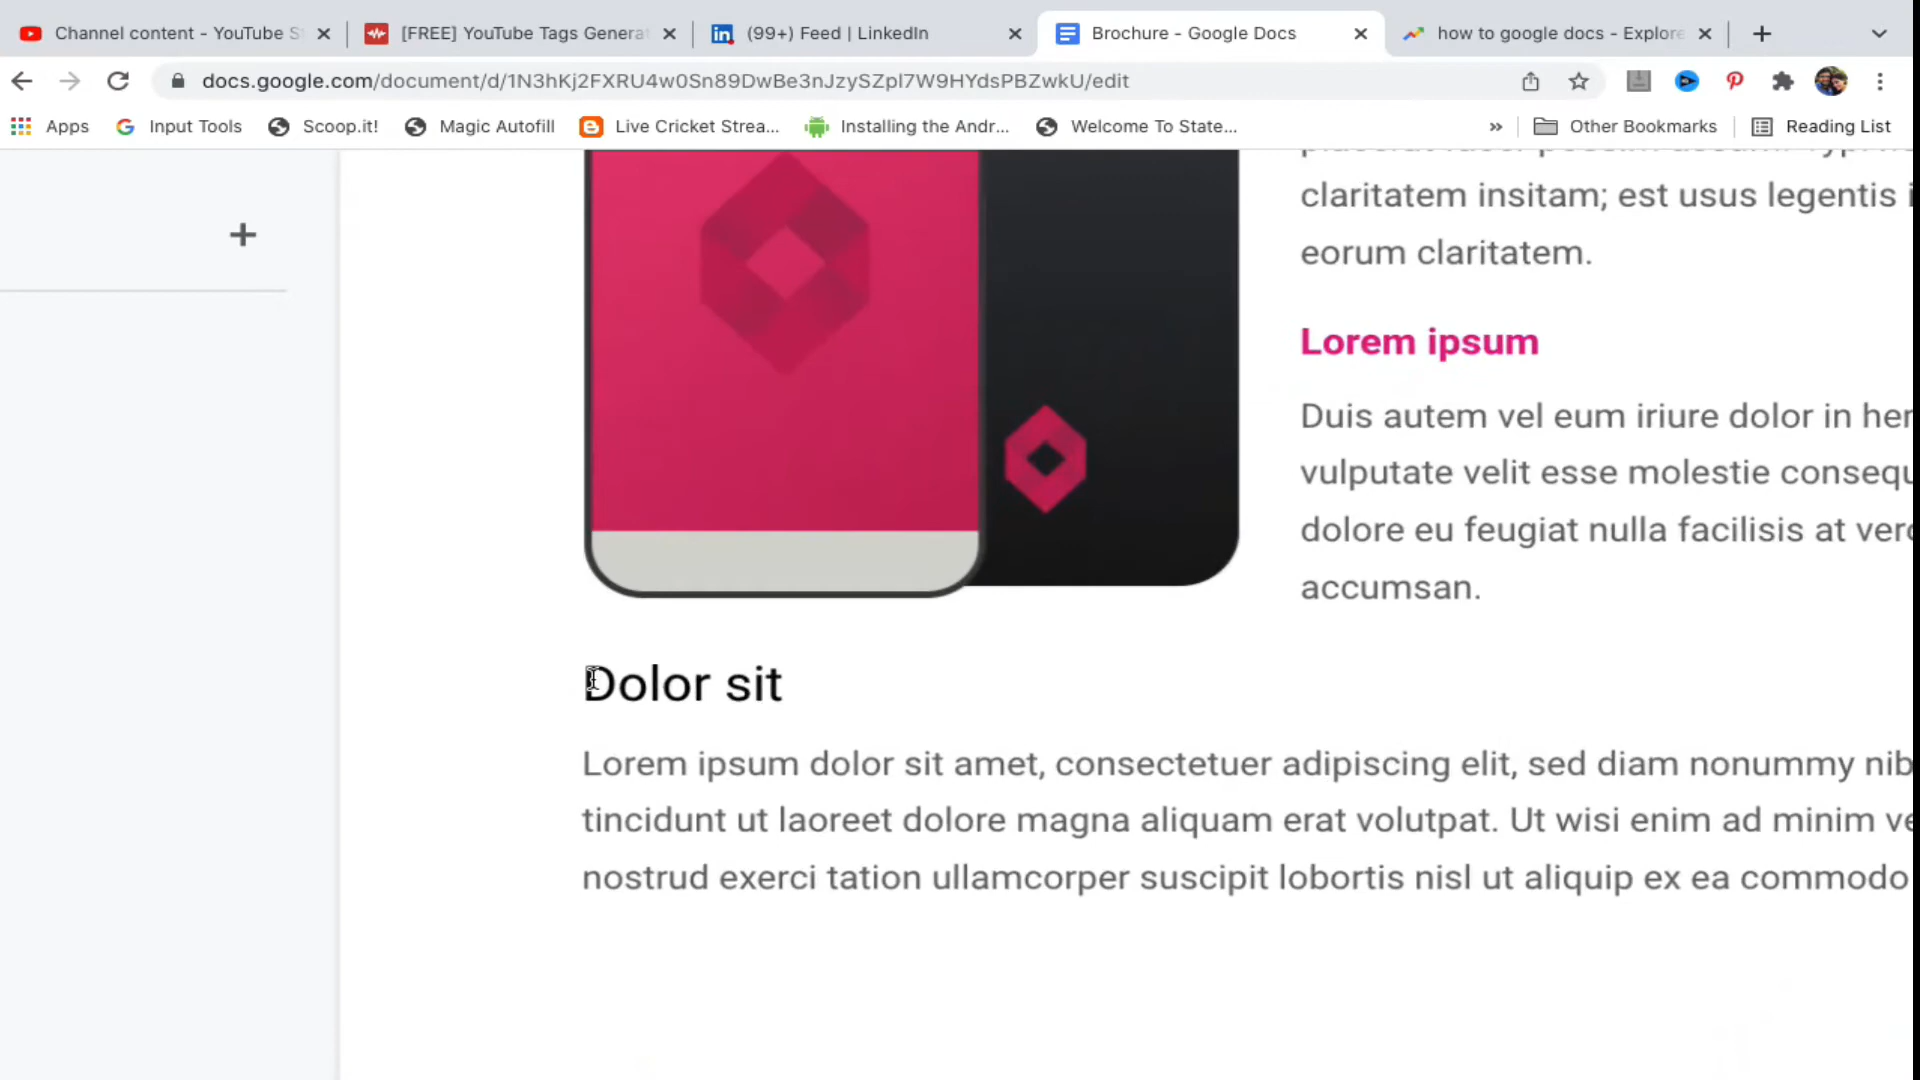 Channel content - YouTube S
[FREE] YouTube Tags Generat
(99+) Feed | LinkedIn
Brochure - Google Docs
how to google docs - Explore
docs.google.com/document/d/1N3hKj2FXRU4w0Sn89DwBe3nJzySZpl7W9HYdsPBZwkU/edit
Apps
Input Tools
Scoop.it!
Magic Autofill
Live Cricket Strea...
Installing the Andr...
Welcome To State...
»
Other Bookmarks
Reading List
claritatem insitam; est usus legentis i
eorum claritatem.
Lorem ipsum
Duis autem vel eum iriure dolor in her
vulputate velit esse molestie consequ
dolore eu feugiat nulla facilisis at vero
accumsan.
Dolor sit
Lorem ipsum dolor sit amet, consectetuer adipiscing elit, sed diam nonummy nib
tincidunt ut laoreet dolore magna aliquam erat volutpat. Ut wisi enim ad minim ve
nostrud exerci tation ullamcorper suscipit lobortis nisl ut aliquip ex ea commodo